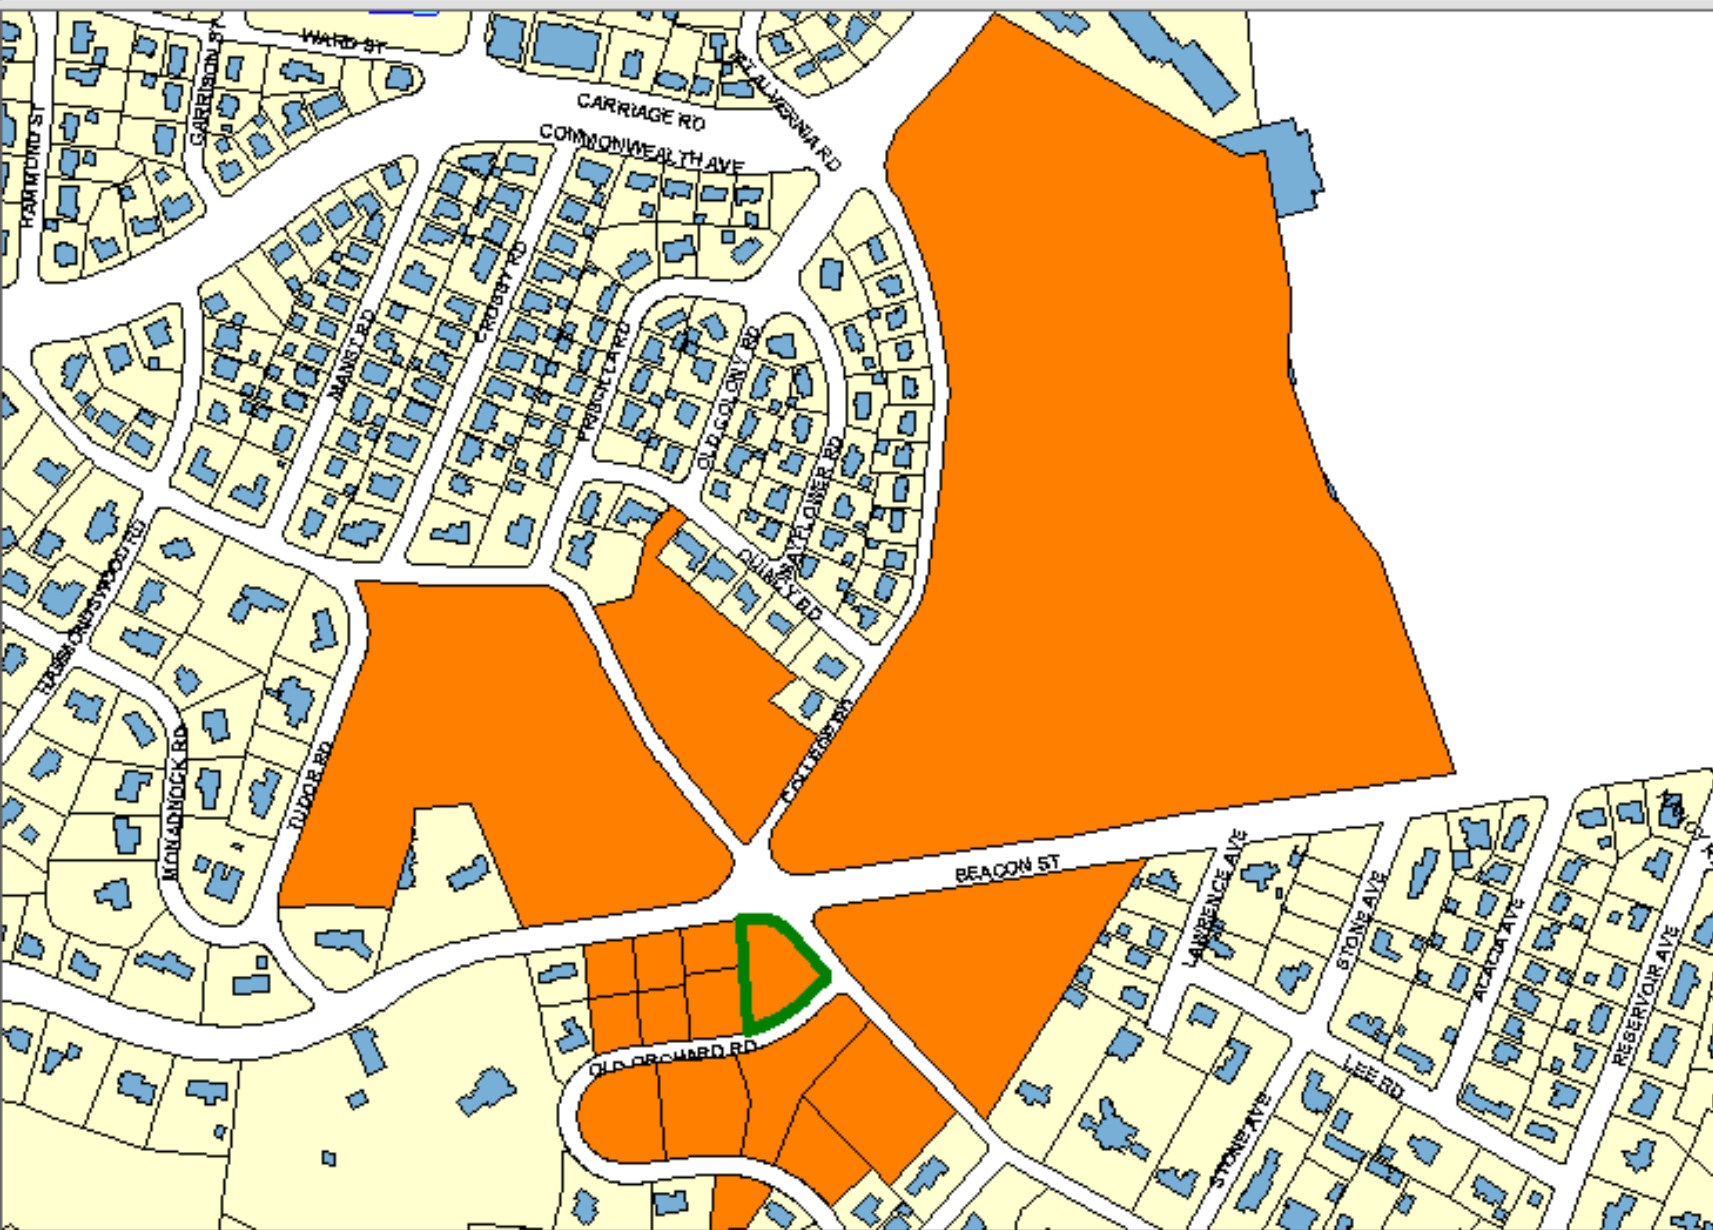 WARD ST
GARRISON ST
HAMMOND ST
CARRIAGE RD
COMMONWEALTH AVE
MANET RD
CROSBY RD
PRISCILLA RD
OLD COLONY RD
MAYFLOWER RD
QUINCY RD
HAMMONDSWOOD RD
MONADNOCK RD
TUDOR RD
COLLEGE RD
BEACON ST
LAWRENCE AVE
STONE AVE
ACACIA AVE
RESERVOIR AVE
OLD ORCHARD RD
LEE RD
STONE AVE